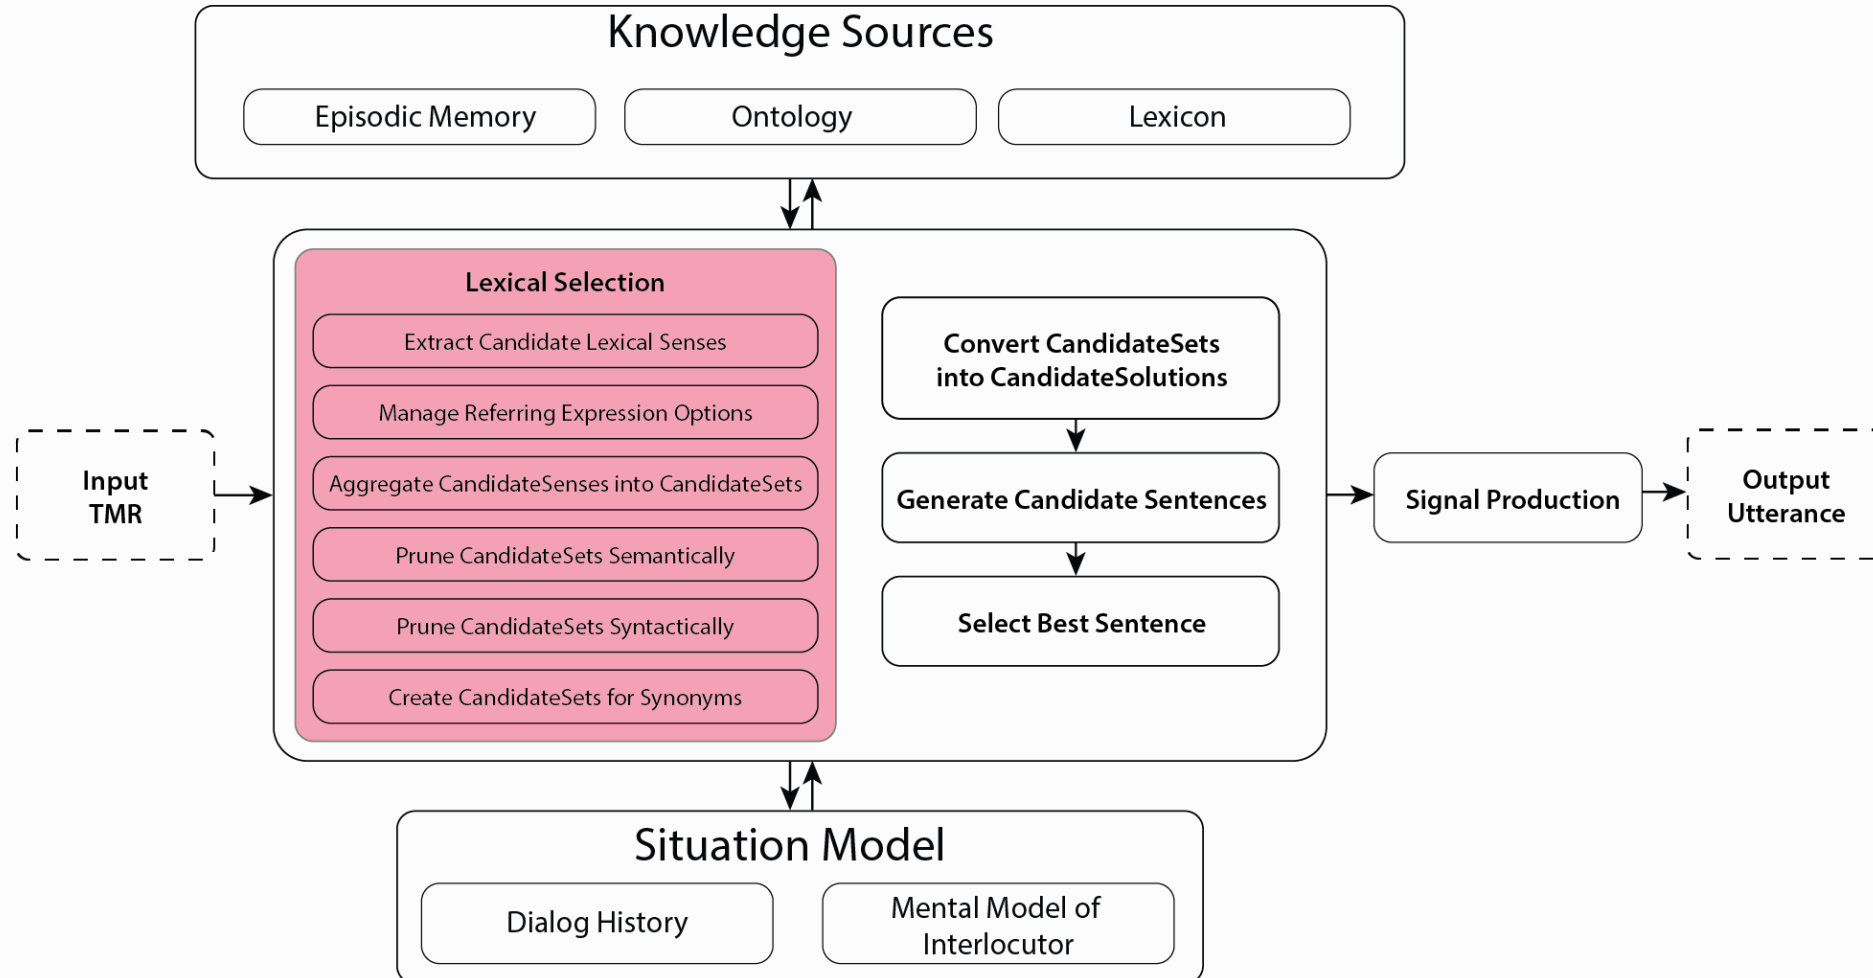 Knowledge Sources
Episodic Memory
Ontology
Lexicon
Lexical Selection
Extract Candidate Lexical Senses
Manage Referring Expression Options
Aggregate CandidateSenses into CandidateSets
Prune CandidateSets Semantically
Prune CandidateSets Syntactically
Create CandidateSets for Synonyms
Convert CandidateSets
into CandidateSolutions
Generate Candidate Sentences
Select Best Sentence
Input
TMR
Signal Production
Output
Utterance
Situation Model
Dialog History
Mental Model of
Interlocutor